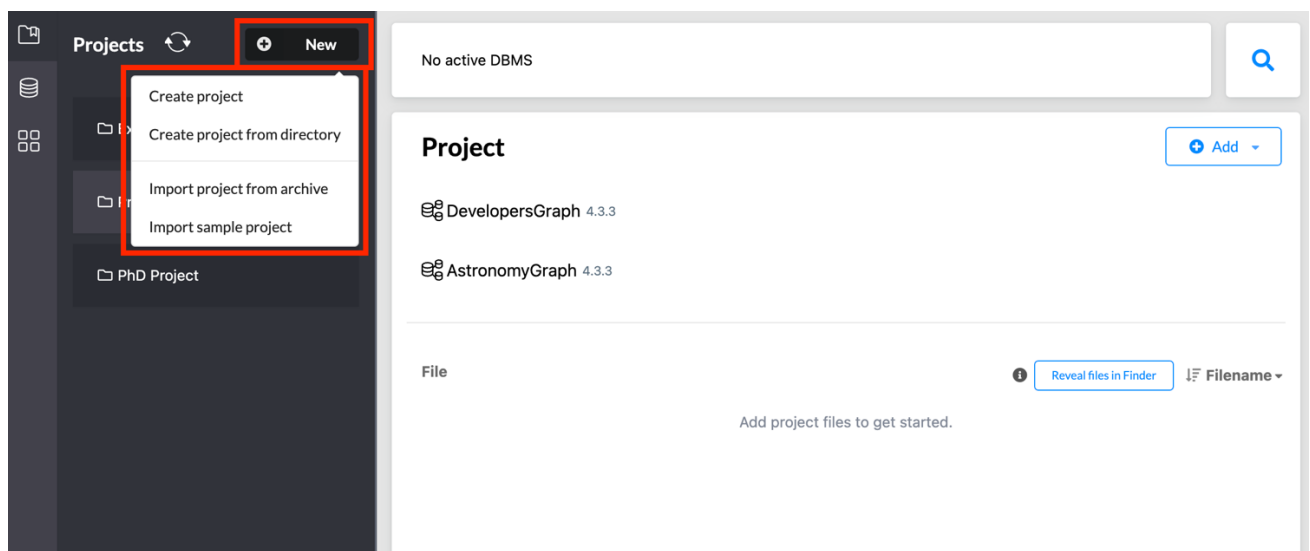 Projects
New
Create project
Create project from directory
Import project from archive
Import sample project
PhD Project
No active DBMS
Project
Add
DevelopersGraph 4.3.3
AstronomyGraph 4.3.3
File
Reveal files in Finder
Filename
Add project files to get started.